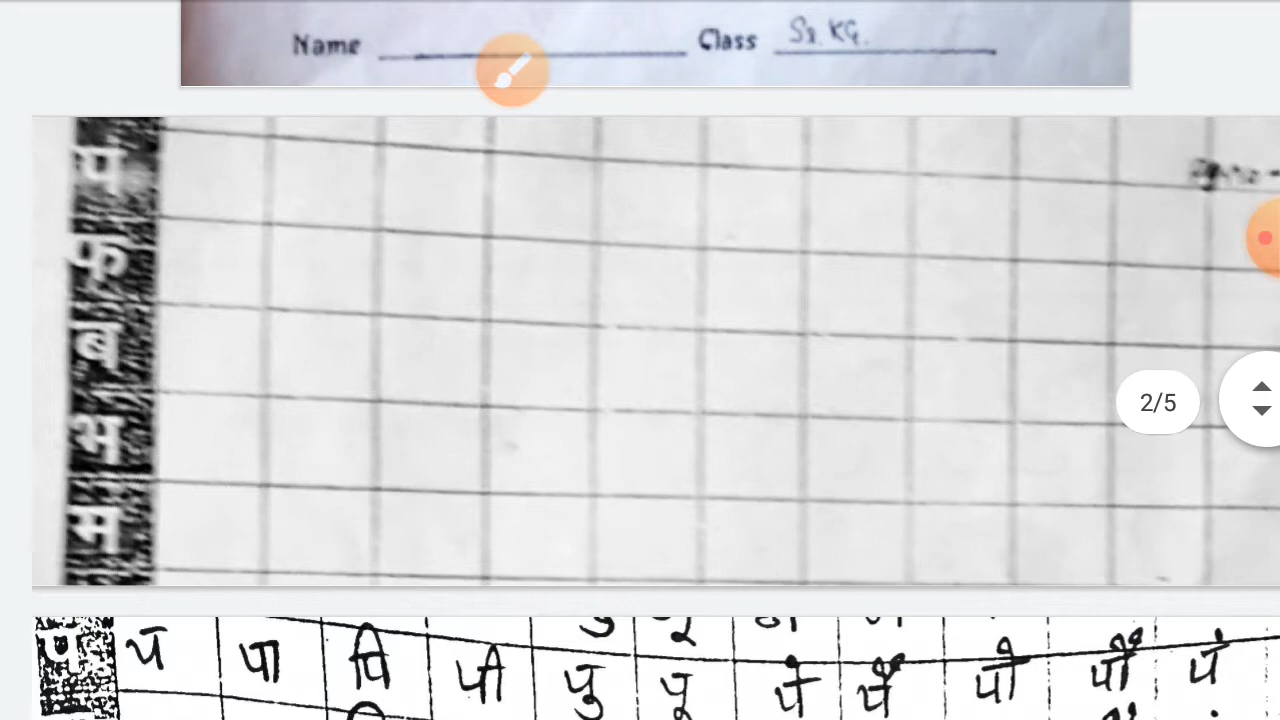 Name Class Sr. KG.
प
फ
ब
2/5
भ
म
प पा पि पी पु पू पे पै पो पौ पं